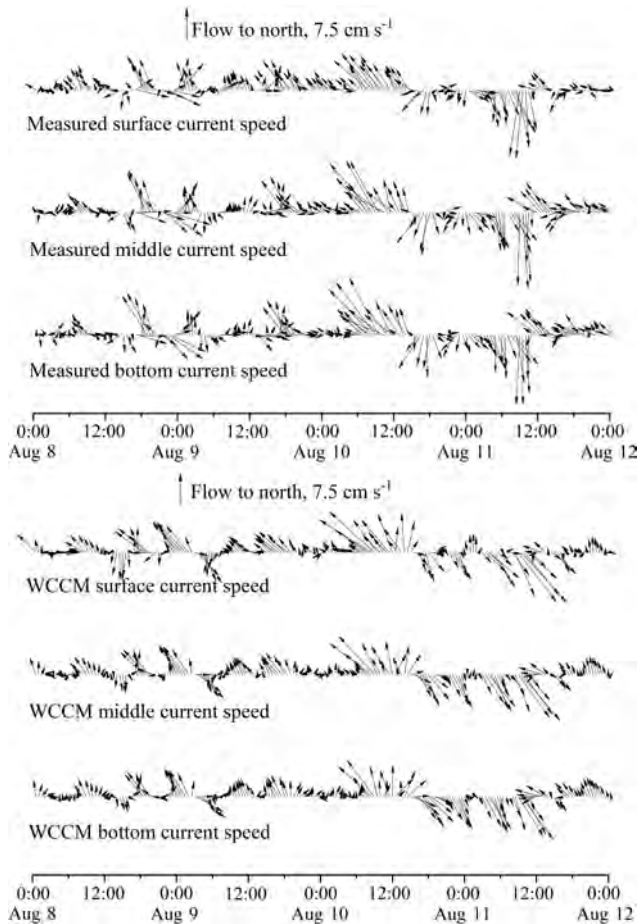 Flow to north, 7.5 cm s⁻¹
Measured surface current speed
Measured middle current speed
Measured bottom current speed
0:00 12:00 0:00 12:00 0:00 12:00 0:00 12:00 0:00
Aug 8 Aug 9 Aug 10 Aug 11 Aug 12
Flow to north, 7.5 cm s⁻¹
WCCM surface current speed
WCCM middle current speed
WCCM bottom current speed
0:00 12:00 0:00 12:00 0:00 12:00 0:00 12:00 0:00
Aug 8 Aug 9 Aug 10 Aug 11 Aug 12